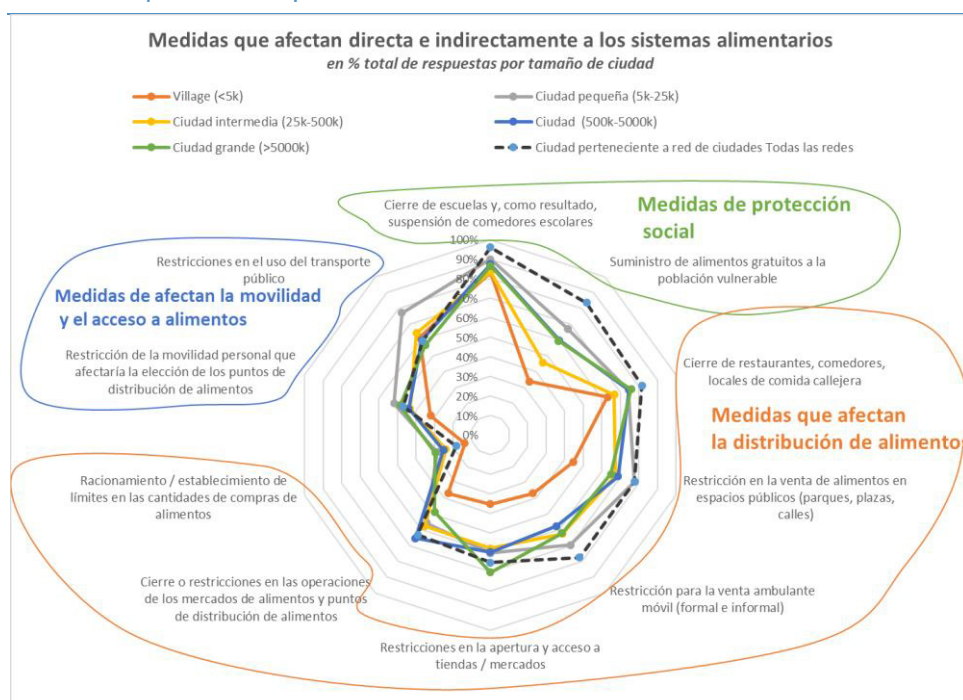 Medidas que afectan directa e indirectamente a los sistemas alimentarios
en % total de respuestas por tamaño de ciudad
Village (<5k)
Ciudad pequeña (5k-25k)
Ciudad intermedia (25k-500k)
Ciudad (500k-5000k)
Ciudad grande (>5000k)
Ciudad perteneciente a red de ciudades Todas las redes
Cierre de escuelas y, como resultado,
suspensión de comedores escolares
Medidas de protección
social
Suministro de alimentos gratuitos a la
población vulnerable
Restricciones en el uso del transporte
público
Medidas de afectan la movilidad
y el acceso a alimentos
Restricción de la movilidad personal que
afectaría la elección de los puntos de
distribución de alimentos
100%
90%
80%
70%
60%
50%
40%
30%
20%
10%
0%
Cierre de restaurantes, comedores,
locales de comida callejera
Medidas que afectan
la distribución de alimento
Restricción en la venta de alimentos en
espacios públicos (parques, plazas,
calles)
Racionamiento / establecimiento de
límites en las cantidades de compras de
alimentos
Restricción para la venta ambulante
móvil (formal e informal)
Cierre o restricciones en las operaciones
de los mercados de alimentos y puntos
de distribución de alimentos
Restricciones en la apertura y acceso a
tiendas / mercados